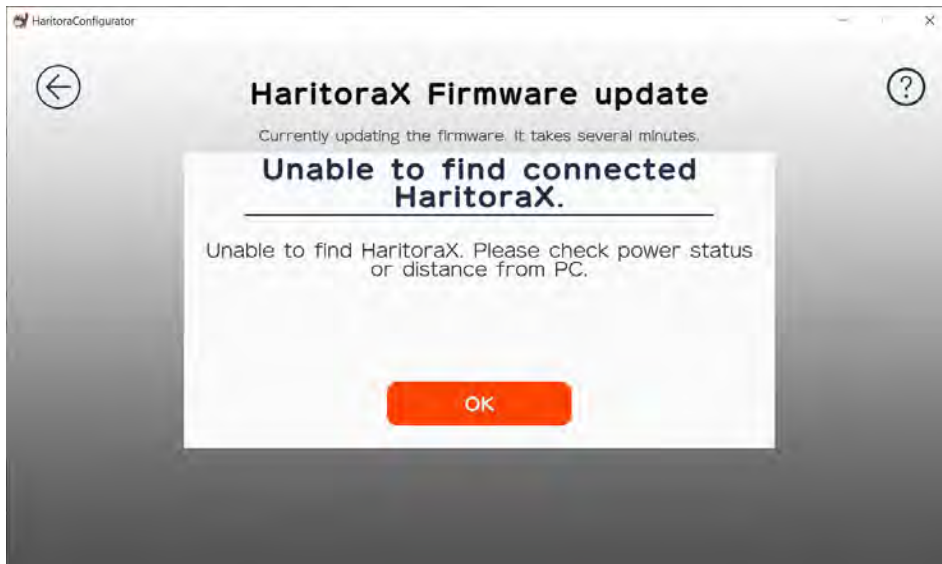 HaritoraConfigurator
HaritoraX Firmware update
Currently updating the firmware. It takes several minutes.
Unable to find connected
HaritoraX.
Unable to find HaritoraX. Please check power status
or distance from PC.
OK